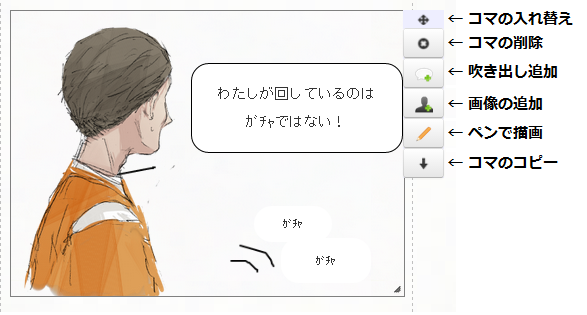 わたしが回しているのは
ガチャではない！
ガチャ
ガチャ
← コマの入れ替え
← コマの削除
← 吹き出し追加
← 画像の追加
← ペンで描画
← コマのコピー